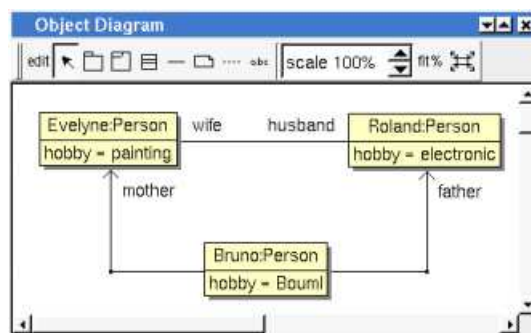 Object Diagram
edit abc scale 100% fit%
Evelyne:Person wife husband Roland:Person
hobby = painting hobby = electronic
mother father
Bruno:Person
hobby = Bouml